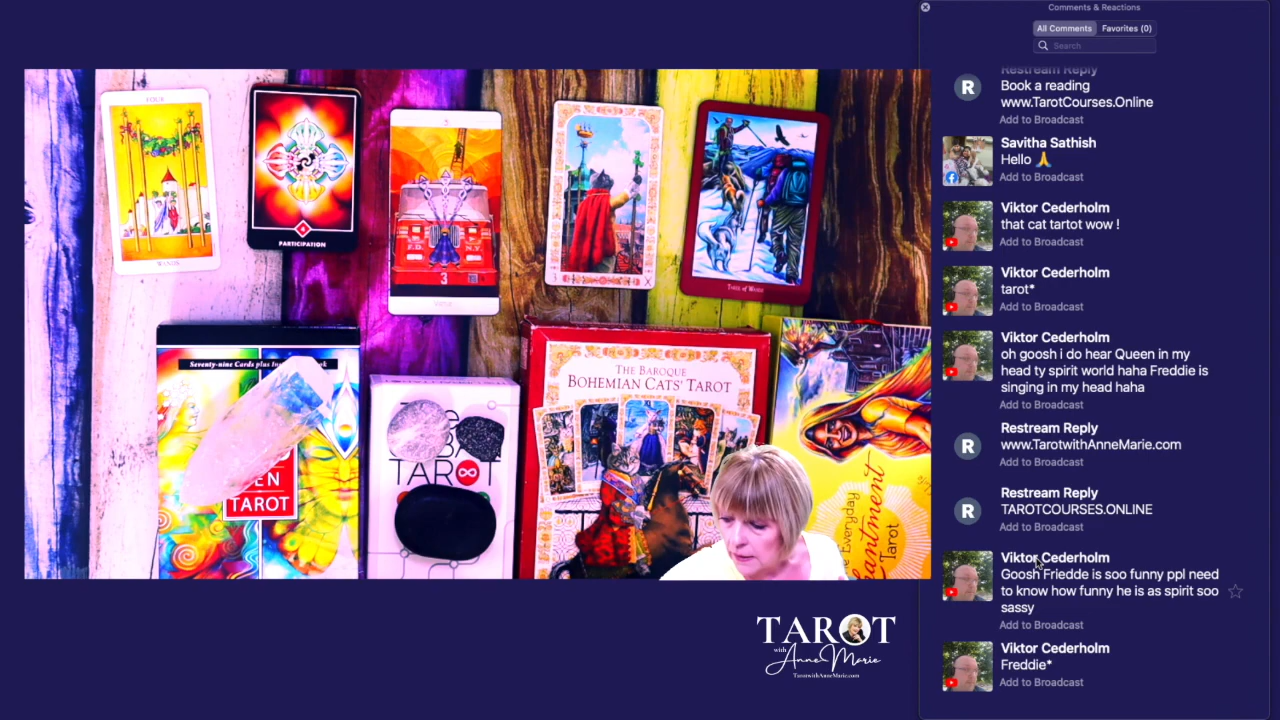 Comments & Reactions
All Comments
Favorites (0)
Search
Restream Reply
Book a reading
www.TarotCourses.Online
Add to Broadcast
Savitha Sathish
Hello 🙏
Add to Broadcast
Viktor Cederholm
that cat tartot wow !
Add to Broadcast
Viktor Cederholm
tarot*
Add to Broadcast
Viktor Cederholm
oh goosh i do hear Queen in my
head ty spirit world haha Freddie is
singing in my head haha
Add to Broadcast
R
Restream Reply
www.TarotwithAnneMarie.com
Add to Broadcast
R
Restream Reply
TAROTCOURSES.ONLINE
Add to Broadcast
Viktor Cederholm
Goosh Friedde is soo funny ppl need
to know how funny he is as spirit soo
sassy
Add to Broadcast
Viktor Cederholm
Freddie*
Add to Broadcast
R
FOUR
WANDS
4
PARTICIPATION
F.D.
N.Y.
3
VIRTUE
Three of Wands
Seventy-nine Cards plus
TAROT
TAROT
THE BAROQUE
BOHEMIAN CATS' TAROT
Everyday
Tarot
TAROT
with
Anne Marie
TarotwithAnneMarie.com